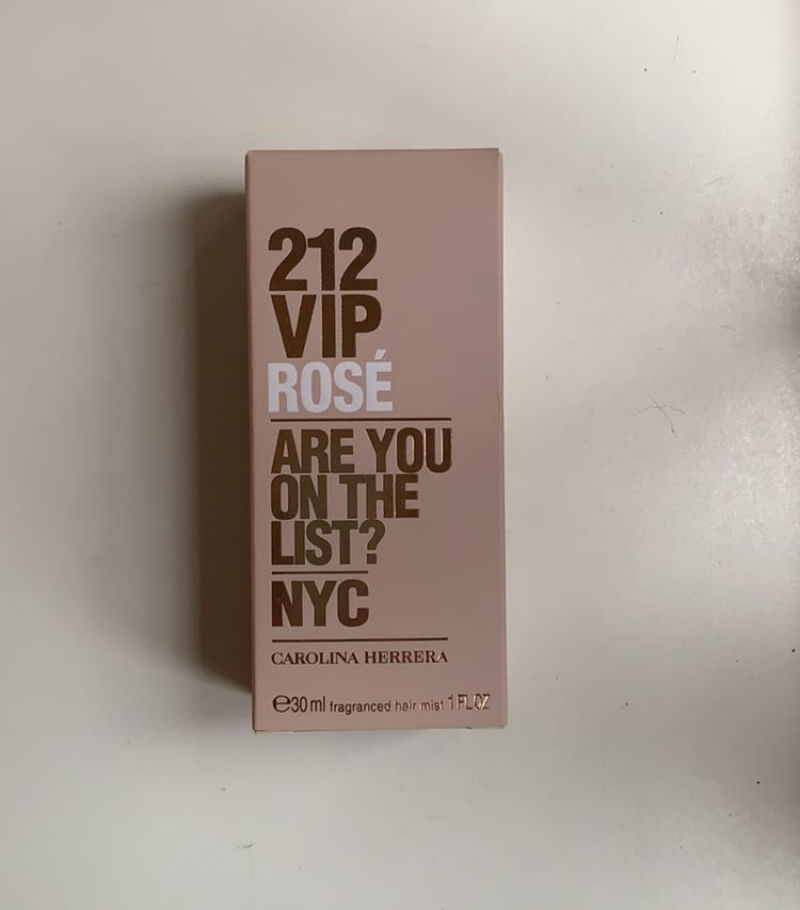 212
VIP
ROSÉ
ARE YOU
ON THE
LIST?
NYC
CAROLINA HERRERA
℮30 ml fragranced hair mist 1 FL OZ